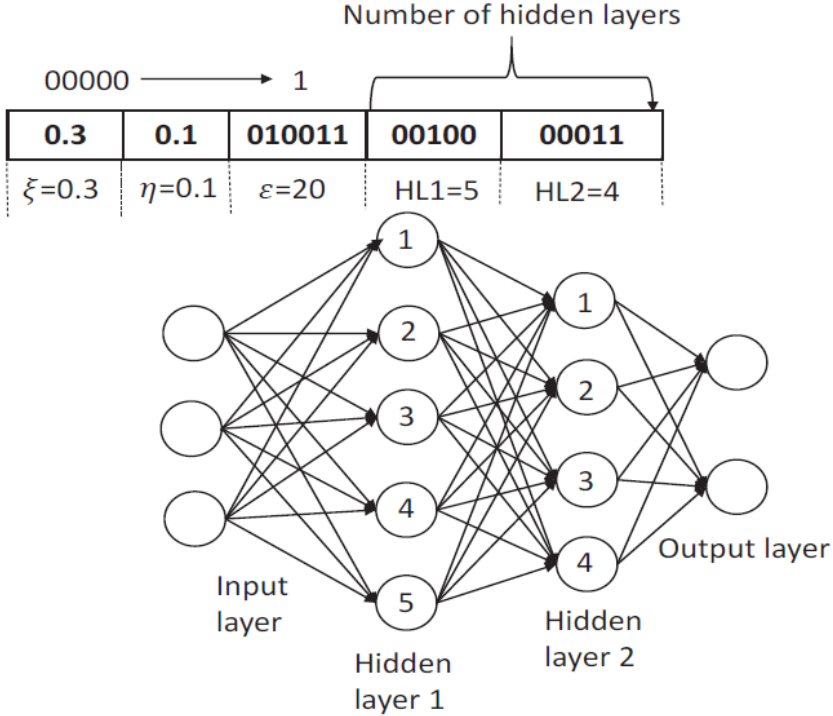 Number of hidden layers
00000 1
0.3 0.1 010011 00100 00011
ξ=0.3 η=0.1 ε=20 HL1=5 HL2=4
1
1
2
2
3
3
4
4
5
Input
layer
Output layer
Hidden
layer 1
Hidden
layer 2